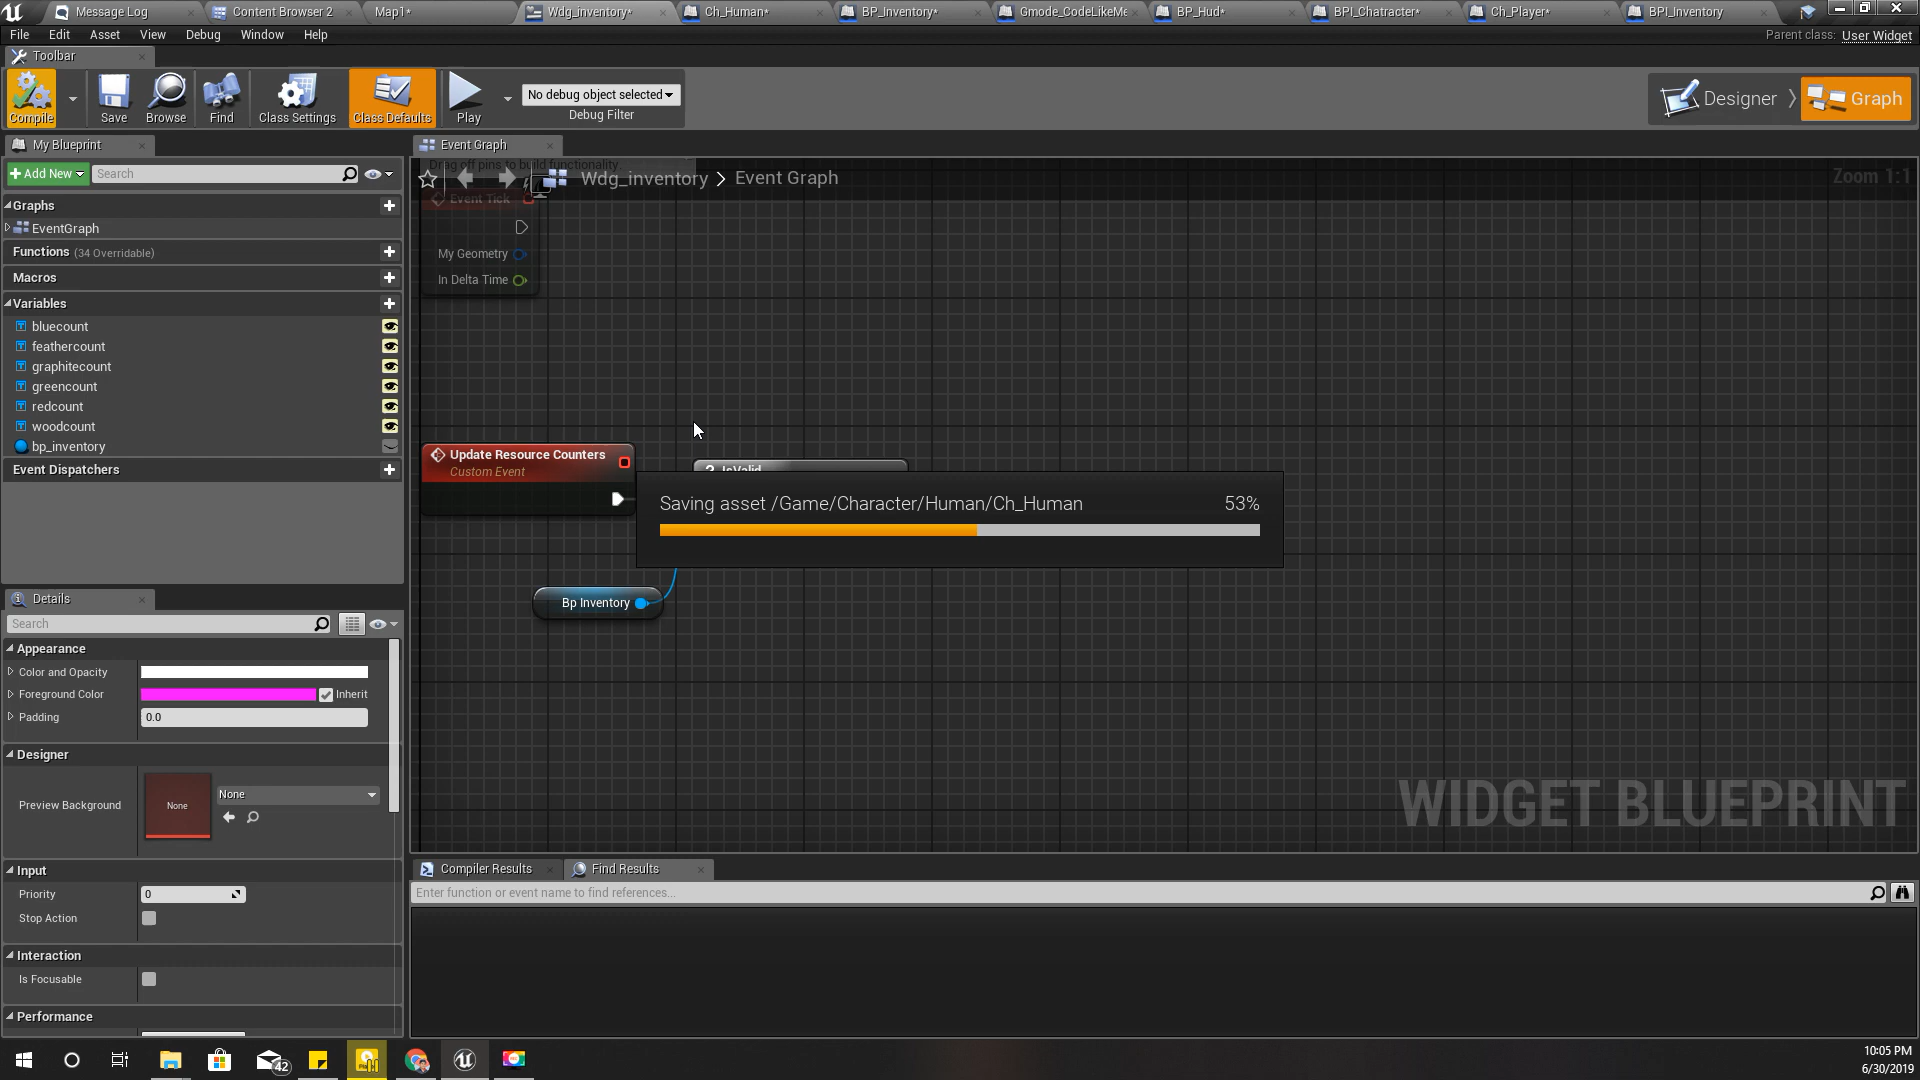 Message Log
Content Browser 2
Map1*
Wdg_inventory*
Ch_Human*
BP_Inventory*
Gmode_CodeLikeMe
BP_Hud*
BPI_Chatracter*
Ch_Player*
BPI_Inventory
File Edit Asset View Debug Window Help
Parent class: User Widget
Toolbar
Compile
Save
Browse
Find
Class Settings
Class Defaults
Play
No debug object selected
Debug Filter
Designer
Graph
My Blueprint
Event Graph
Add New
Search
Drag off pins to build functionality.
Wdg_inventory > Event Graph
Zoom 1:1
Graphs
EventGraph
Functions (34 Overridable)
Macros
Variables
bluecount
feathercount
graphitecount
greencount
redcount
woodcount
bp_inventory
Event Dispatchers
Event Tick
My Geometry
In Delta Time
Update Resource Counters
Custom Event
? IsValid
Saving asset /Game/Character/Human/Ch_Human 53%
Bp Inventory
WIDGET BLUEPRINT
Details
Search
Appearance
Color and Opacity
Foreground Color
Inherit
Padding
0.0
Designer
Preview Background
None
None
Input
Priority
0
Stop Action
Interaction
Is Focusable
Performance
Compiler Results
Find Results
Enter function or event name to find references...
42
10:05 PM
6/30/2019